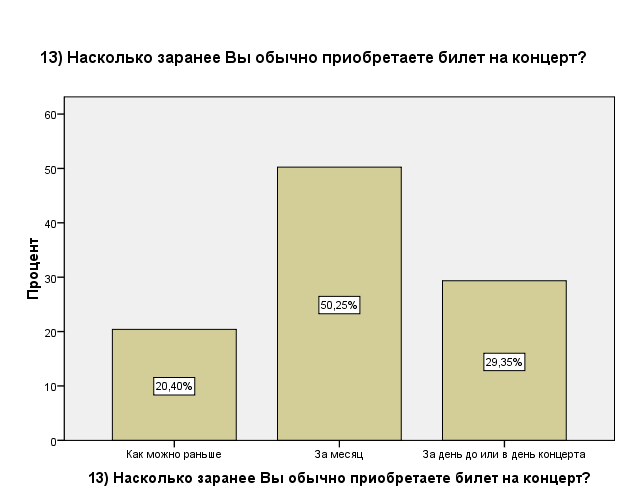 13) Насколько заранее Вы обычно приобретаете билет на концерт?
Процент
60
50
40
30
20
10
0
20,40%
50,25%
29,35%
Как можно раньше
За месяц
За день до или в день концерта
13) Насколько заранее Вы обычно приобретаете билет на концерт?